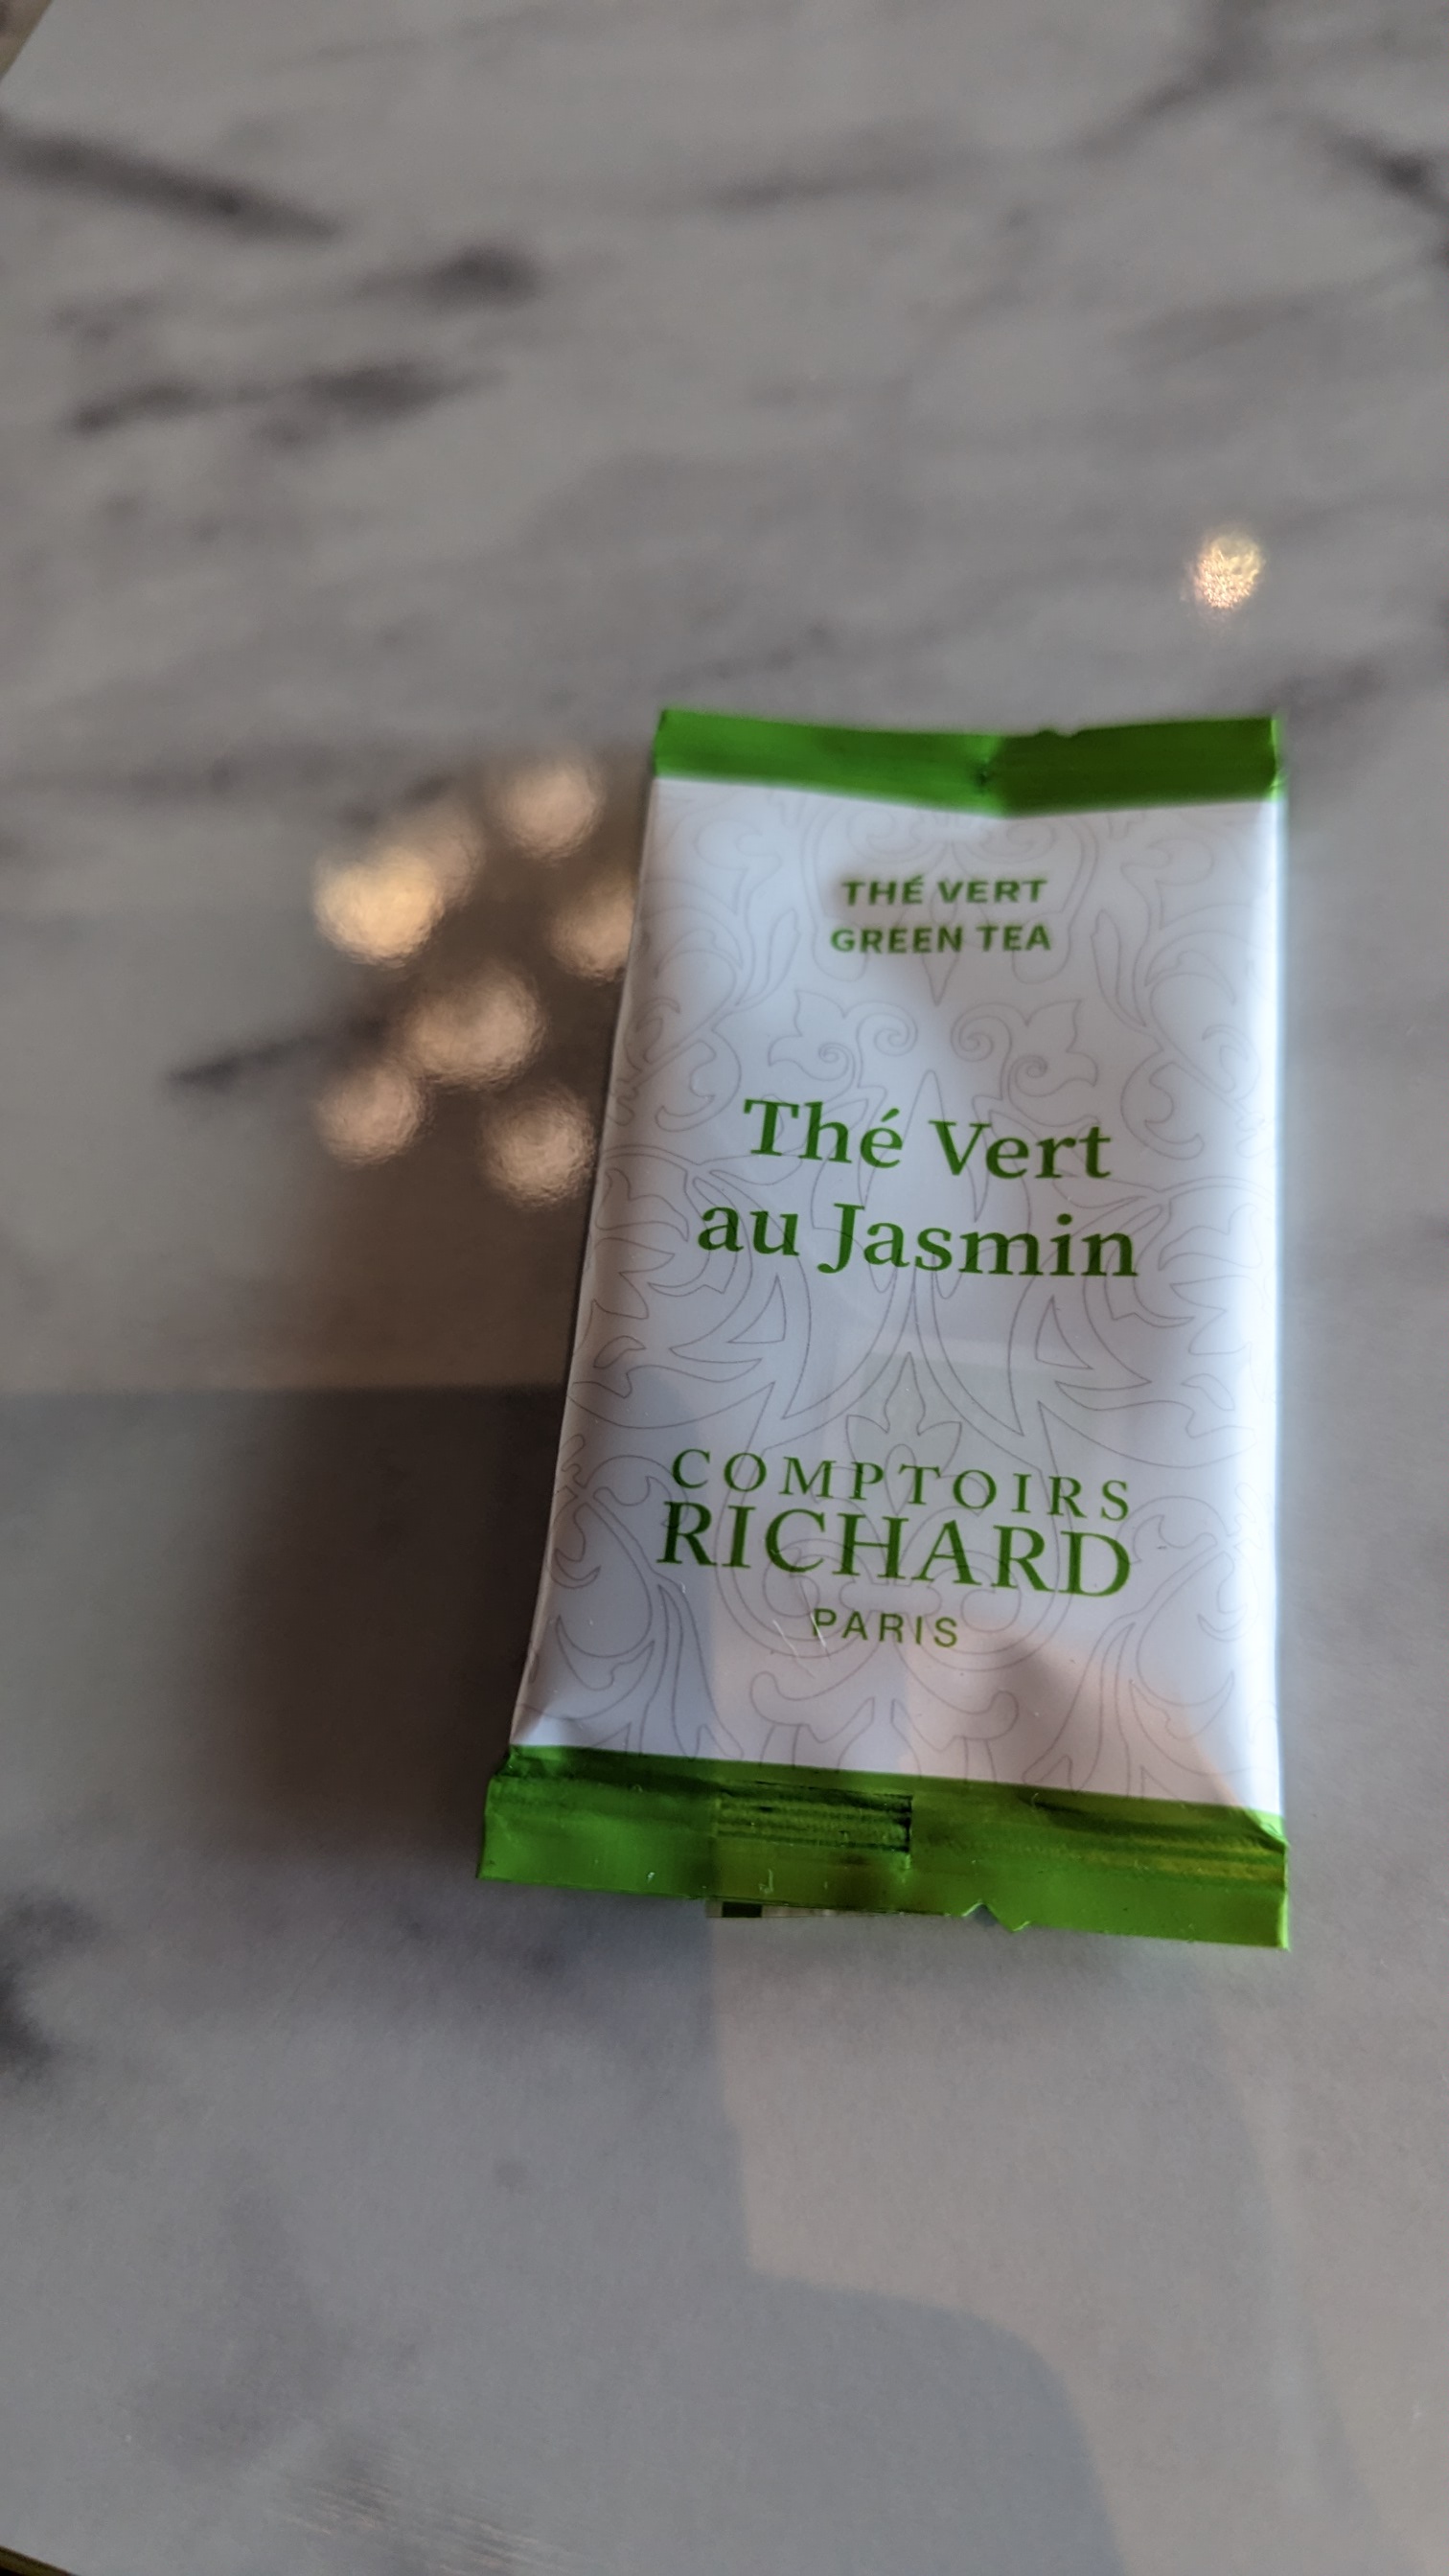 THÉ VERT
GREEN TEA
Thé Vert
au Jasmin
COMPTOIRS
RICHARD
PARIS